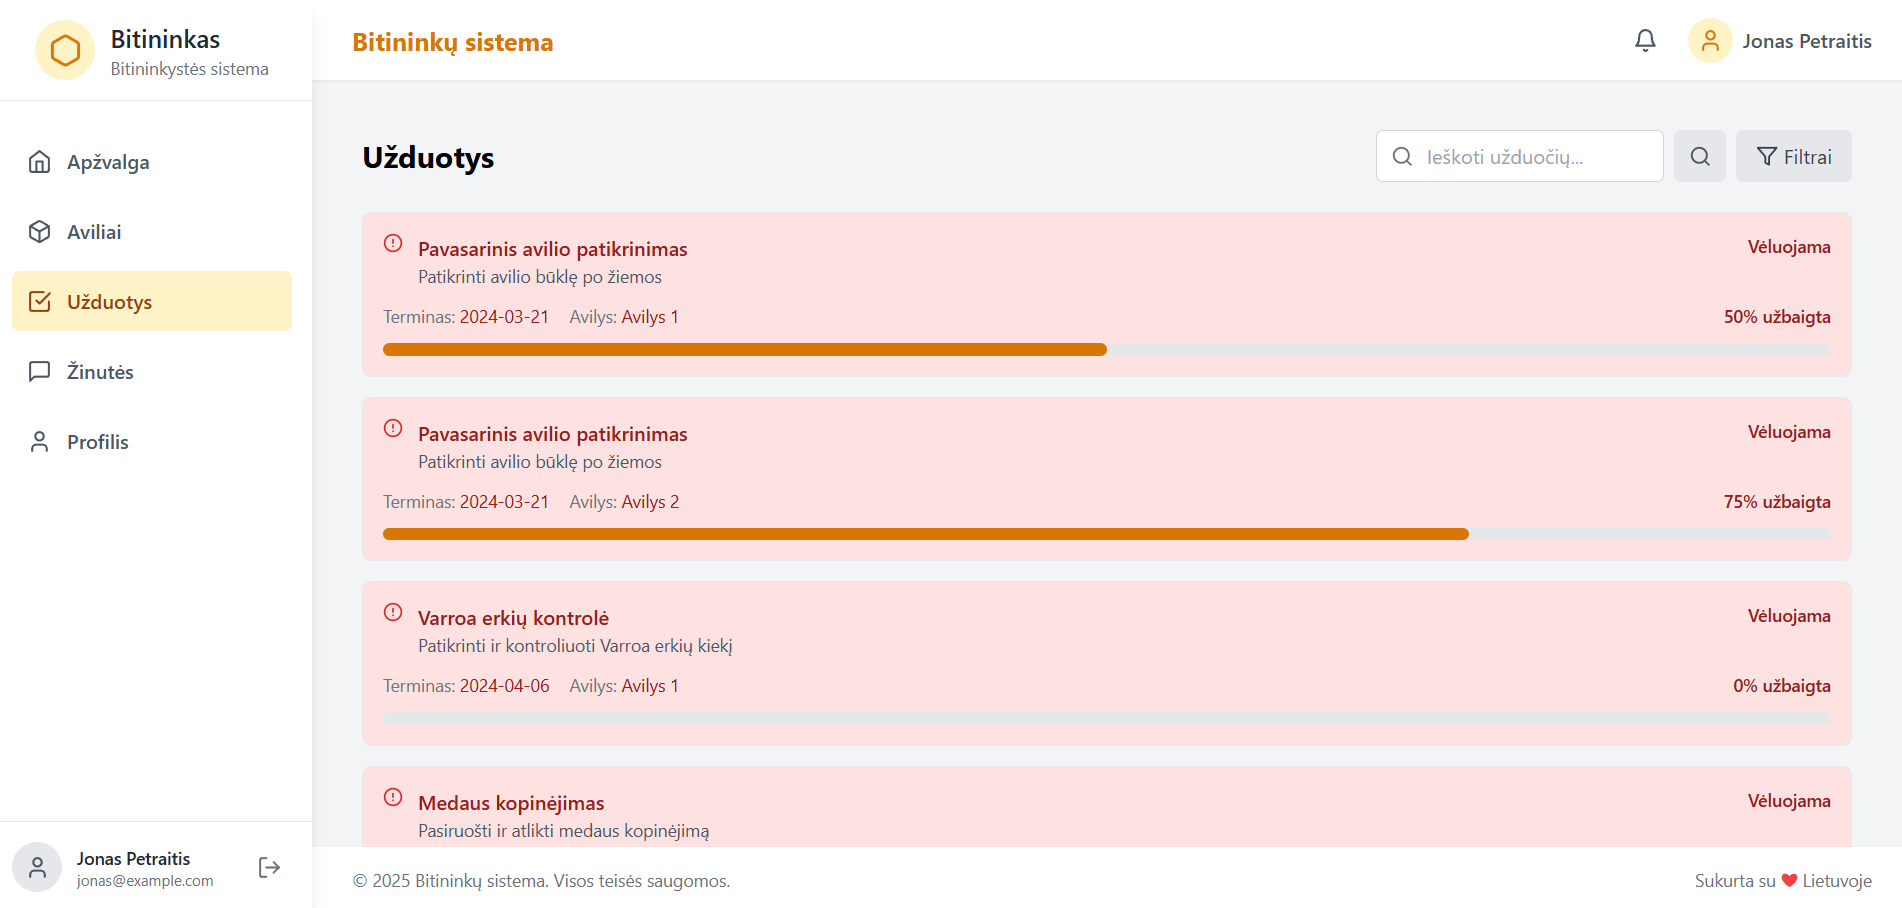 Bitininkas
Bitininkystės sistema
Apžvalga
Aviliai
Užduotys
Žinutės
Profilis
Jonas Petraitis
jonas@example.com
Bitininkų sistema
Jonas Petraitis
Užduotys
Ieškoti užduočių...
Filtrai
Pavasarinis avilio patikrinimas
Vėluojama
Patikrinti avilio būklę po žiemos
Terminas: 2024-03-21 Avilys: Avilys 1
50% užbaigta
Pavasarinis avilio patikrinimas
Vėluojama
Patikrinti avilio būklę po žiemos
Terminas: 2024-03-21 Avilys: Avilys 2
75% užbaigta
Varroa erkių kontrolė
Vėluojama
Patikrinti ir kontroliuoti Varroa erkių kiekį
Terminas: 2024-04-06 Avilys: Avilys 1
0% užbaigta
Medaus kopinėjimas
Vėluojama
Pasiruošti ir atlikti medaus kopinėjimą
© 2025 Bitininkų sistema. Visos teisės saugomos.
Sukurta su ❤ Lietuvoje